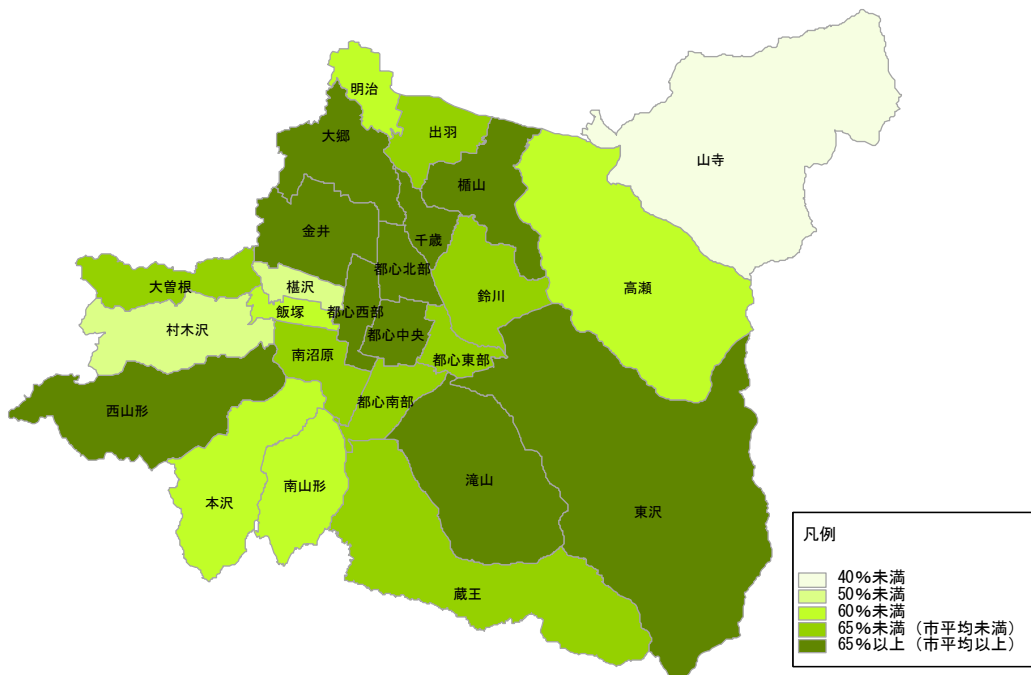 明治
出羽
大郷
山寺
楯山
金井
千歳
都心北部
大曽根
椹沢
高瀬
鈴川
飯塚
都心西部
村木沢
都心中央
南沼原
都心東部
都心南部
西山形
滝山
南山形
本沢
東沢
蔵王
凡例
40%未満
50%未満
60%未満
65%未満（市平均未満）
65%以上（市平均以上）